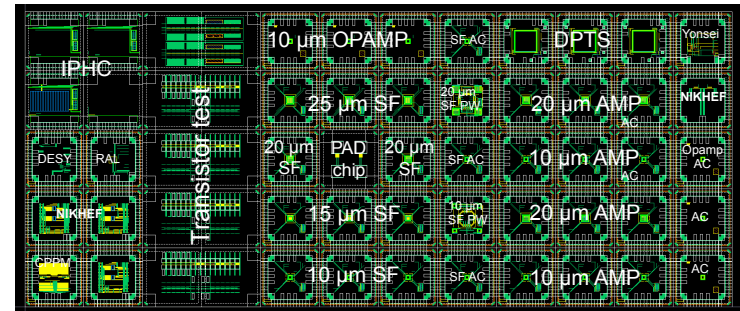 10 µm OPAMP
SF-AC
DPTS
Yonsei
IPHC
25 µm SF
20 µm
SF PW
20 µm AMP
AC
NIKHEF
Transistor test
DESY
RAL
20 µm
SF
PAD
chip
20 µm
SF
SF-AC
10 µm AMP
AC
Opamp
AC
NIKHEF
15 µm SF
10 µm
SF PW
20 µm AMP
AC
CPPM
10 µm SF
SF-AC
10 µm AMP
AC